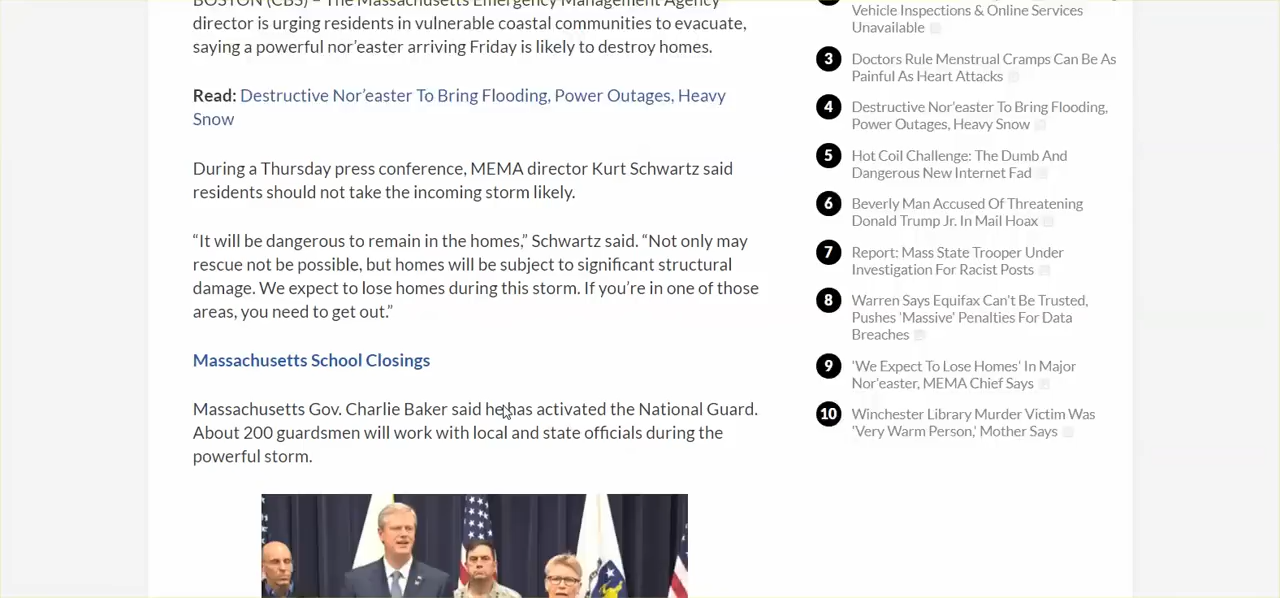 BOSTON (CBS) – The Massachusetts Emergency Management Agency
director is urging residents in vulnerable coastal communities to evacuate,
saying a powerful nor’easter arriving Friday is likely to destroy homes.
Read: Destructive Nor’easter To Bring Flooding, Power Outages, Heavy
Snow
During a Thursday press conference, MEMA director Kurt Schwartz said
residents should not take the incoming storm likely.
“It will be dangerous to remain in the homes,” Schwartz said. “Not only may
rescue not be possible, but homes will be subject to significant structural
damage. We expect to lose homes during this storm. If you’re in one of those
areas, you need to get out.”
Massachusetts School Closings
Massachusetts Gov. Charlie Baker said he has activated the National Guard.
About 200 guardsmen will work with local and state officials during the
powerful storm.
Vehicle Inspections & Online Services
Unavailable
3 Doctors Rule Menstrual Cramps Can Be As
Painful As Heart Attacks
4 Destructive Nor’easter To Bring Flooding,
Power Outages, Heavy Snow
5 Hot Coil Challenge: The Dumb And
Dangerous New Internet Fad
6 Beverly Man Accused Of Threatening
Donald Trump Jr. In Mail Hoax
7 Report: Mass State Trooper Under
Investigation For Racist Posts
8 Warren Says Equifax Can’t Be Trusted,
Pushes ‘Massive’ Penalties For Data
Breaches
9 ‘We Expect To Lose Homes’ In Major
Nor’easter, MEMA Chief Says
10 Winchester Library Murder Victim Was
‘Very Warm Person,’ Mother Says